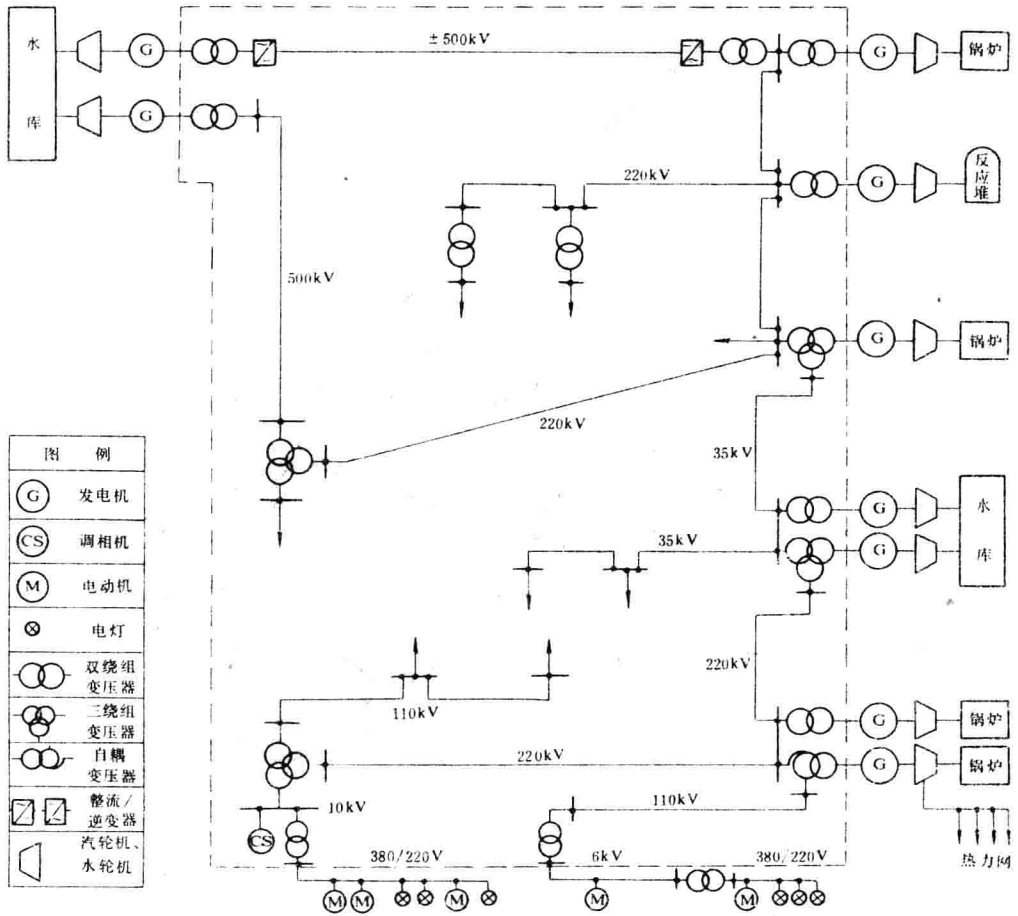 水
库
G
±500kV
G
锅炉
G
220kV
G
反应堆
500kV
G
锅炉
220kV
35kV
图 例
G 发电机
CS 调相机
M 电动机
电灯
双绕组
变压器
三绕组
变压器
自耦
变压器
整流/
逆变器
汽轮机、
水轮机
G
水
35kV
G
库
220kV
110kV
G
锅炉
220kV
G
锅炉
10kV
110kV
CS
380/220V
6kV
380/220V
热力网
M
M
M
M
M